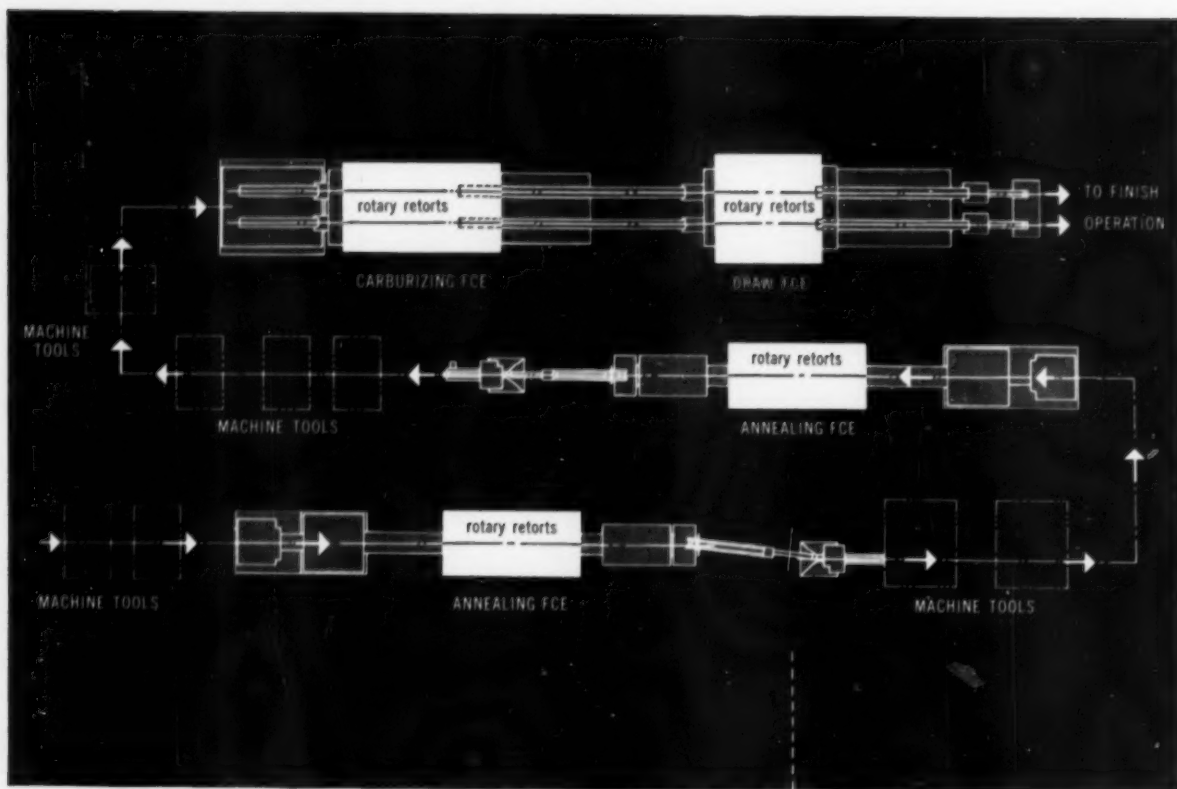 rotary retorts
rotary retorts
TO FINISH
OPERATION
CARBURIZING FCE
DRAW FCE
MACHINE
TOOLS
rotary retorts
MACHINE TOOLS
ANNEALING FCE
rotary retorts
MACHINE TOOLS
ANNEALING FCE
MACHINE TOOLS